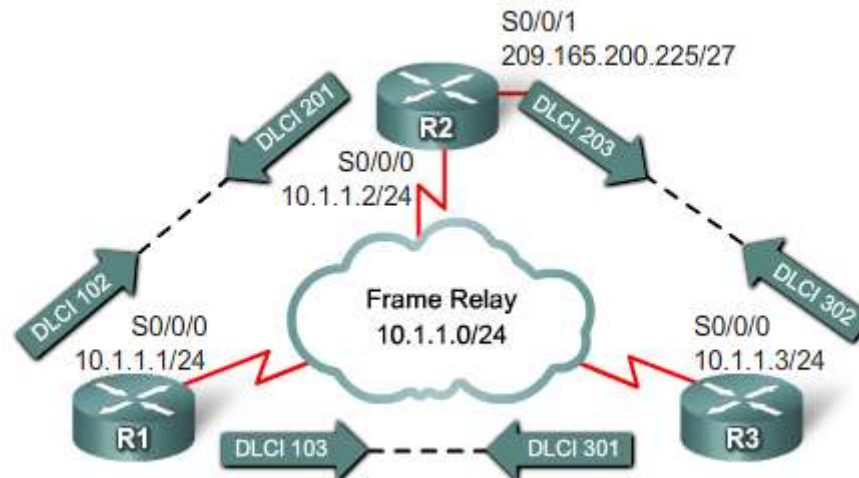 S0/0/1
209.165.200.225/27
DLCI 201
R2
DLCI 203
S0/0/0
10.1.1.2/24
DLCI 102
Frame Relay
10.1.1.0/24
DLCI 302
S0/0/0
10.1.1.1/24
S0/0/0
10.1.1.3/24
R1
DLCI 103
DLCI 301
R3